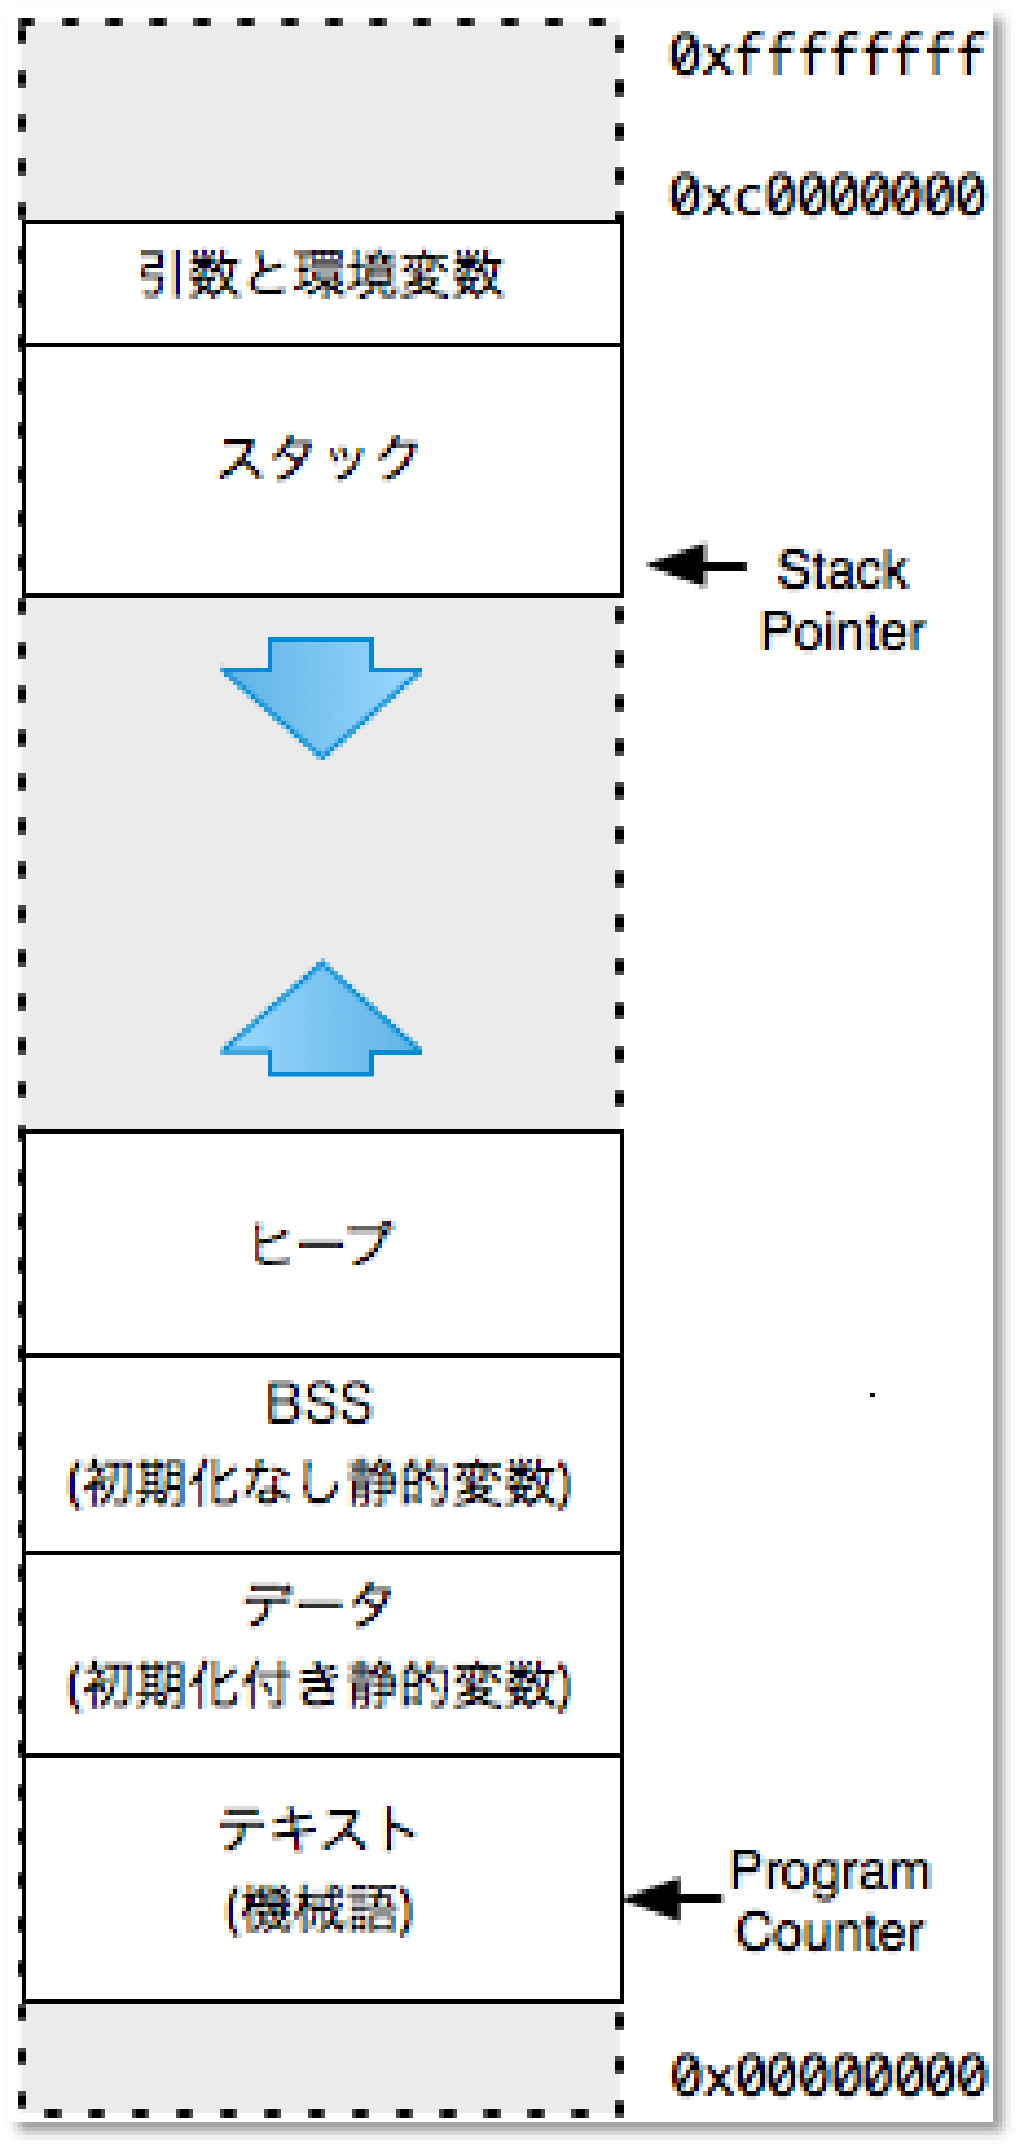 0xffffffff
0xc0000000
引数と環境変数
スタック
Stack
Pointer
ヒープ
BSS
(初期化なし静的変数)
データ
(初期化付き静的変数)
テキスト
(機械語)
Program
Counter
0x00000000